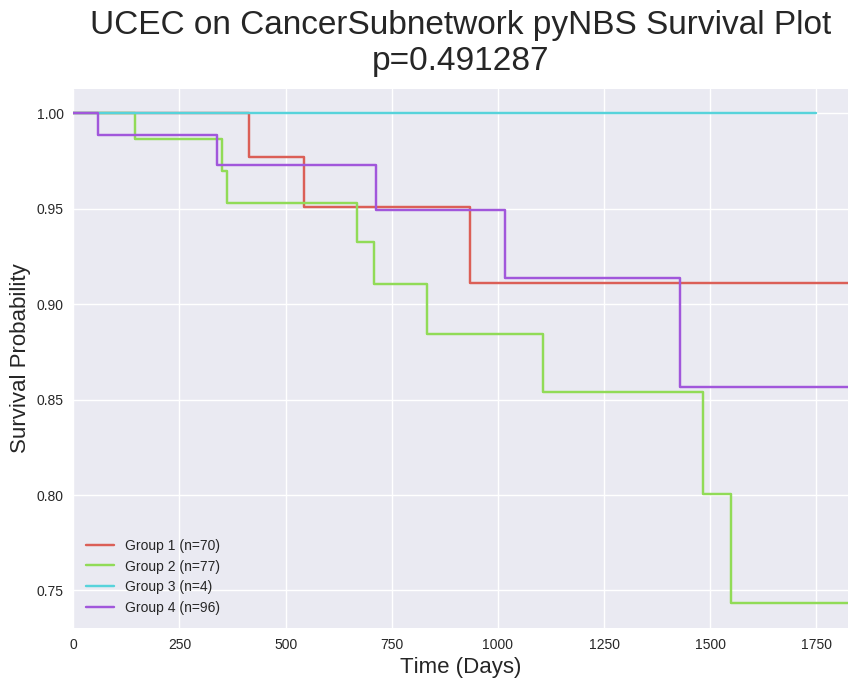 UCEC on CancerSubnetwork pyNBS Survival Plot
p=0.491287
1.00
0.95
0.90
0.85
0.80
0.75
Survival Probability
Group 1 (n=70)
Group 2 (n=77)
Group 3 (n=4)
Group 4 (n=96)
0 250 500 750 1000 1250 1500 1750
Time (Days)